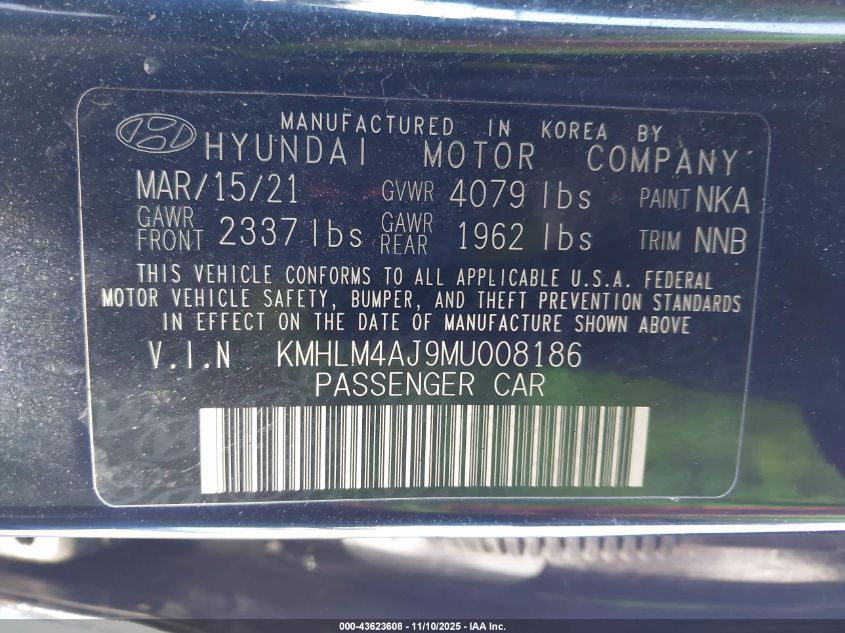 MANUFACTURED IN KOREA BY
HYUNDAI MOTOR COMPANY
MAR/15/21 GVWR 4079 lbs PAINT NKA
GAWR FRONT 2337 lbs GAWR REAR 1962 lbs TRIM NNB
THIS VEHICLE CONFORMS TO ALL APPLICABLE U.S.A. FEDERAL
MOTOR VEHICLE SAFETY, BUMPER, AND THEFT PREVENTION STANDARDS
IN EFFECT ON THE DATE OF MANUFACTURE SHOWN ABOVE
V.I.N KMHLM4AJ9MU008186
PASSENGER CAR
000-43623608 - 11/10/2025 - IAA Inc.